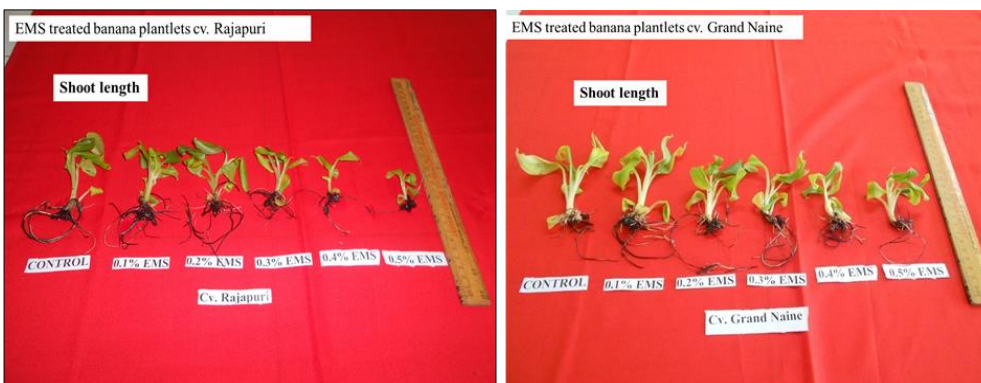 EMS treated banana plantlets cv. Rajapuri
Shoot length
CONTROL
0.1% EMS
0.2% EMS
0.3% EMS
0.4% EMS
0.5% EMS
Cv. Rajapuri
EMS treated banana plantlets cv. Grand Naine
Shoot length
CONTROL
0.1% EMS
0.2% EMS
0.3% EMS
0.4% EMS
0.5% EMS
Cv. Grand Naine